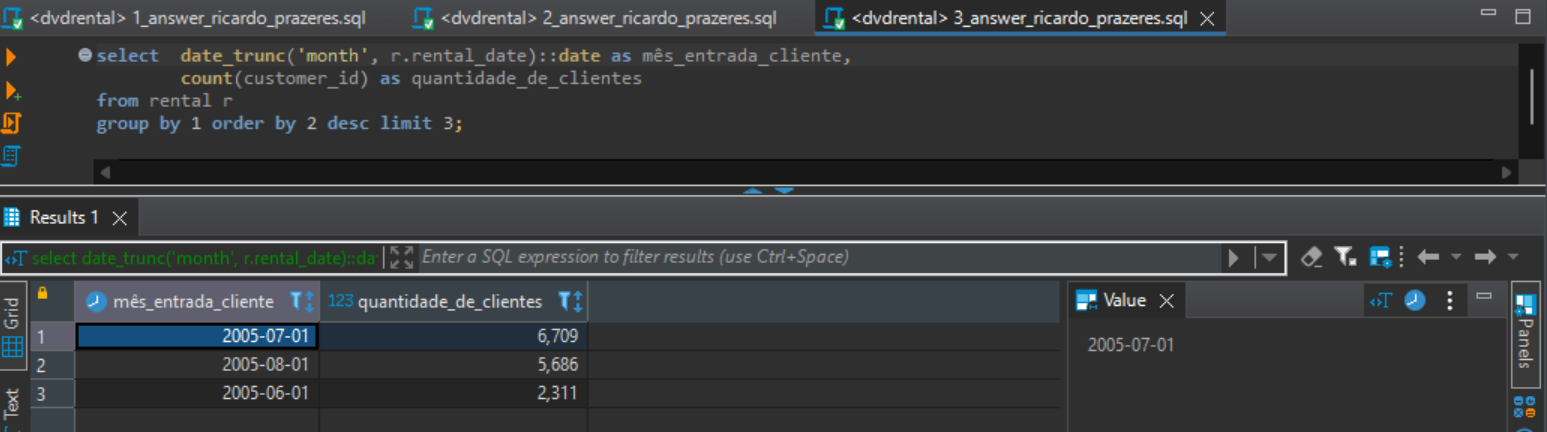 <dvdrental> 1_answer_ricardo_prazeres.sql <dvdrental> 2_answer_ricardo_prazeres.sql <dvdrental> 3_answer_ricardo_prazeres.sql
select date_trunc('month', r.rental_date)::date as mês_entrada_cliente,
count(customer_id) as quantidade_de_clientes
from rental r
group by 1 order by 2 desc limit 3;
Results 1
select date_trunc('month', r.rental_date)::da Enter a SQL expression to filter results (use Ctrl+Space)
Grid
Text
mês_entrada_cliente 123 quantidade_de_clientes
1 2005-07-01 6,709
2 2005-08-01 5,686
3 2005-06-01 2,311
Value
2005-07-01
Panels